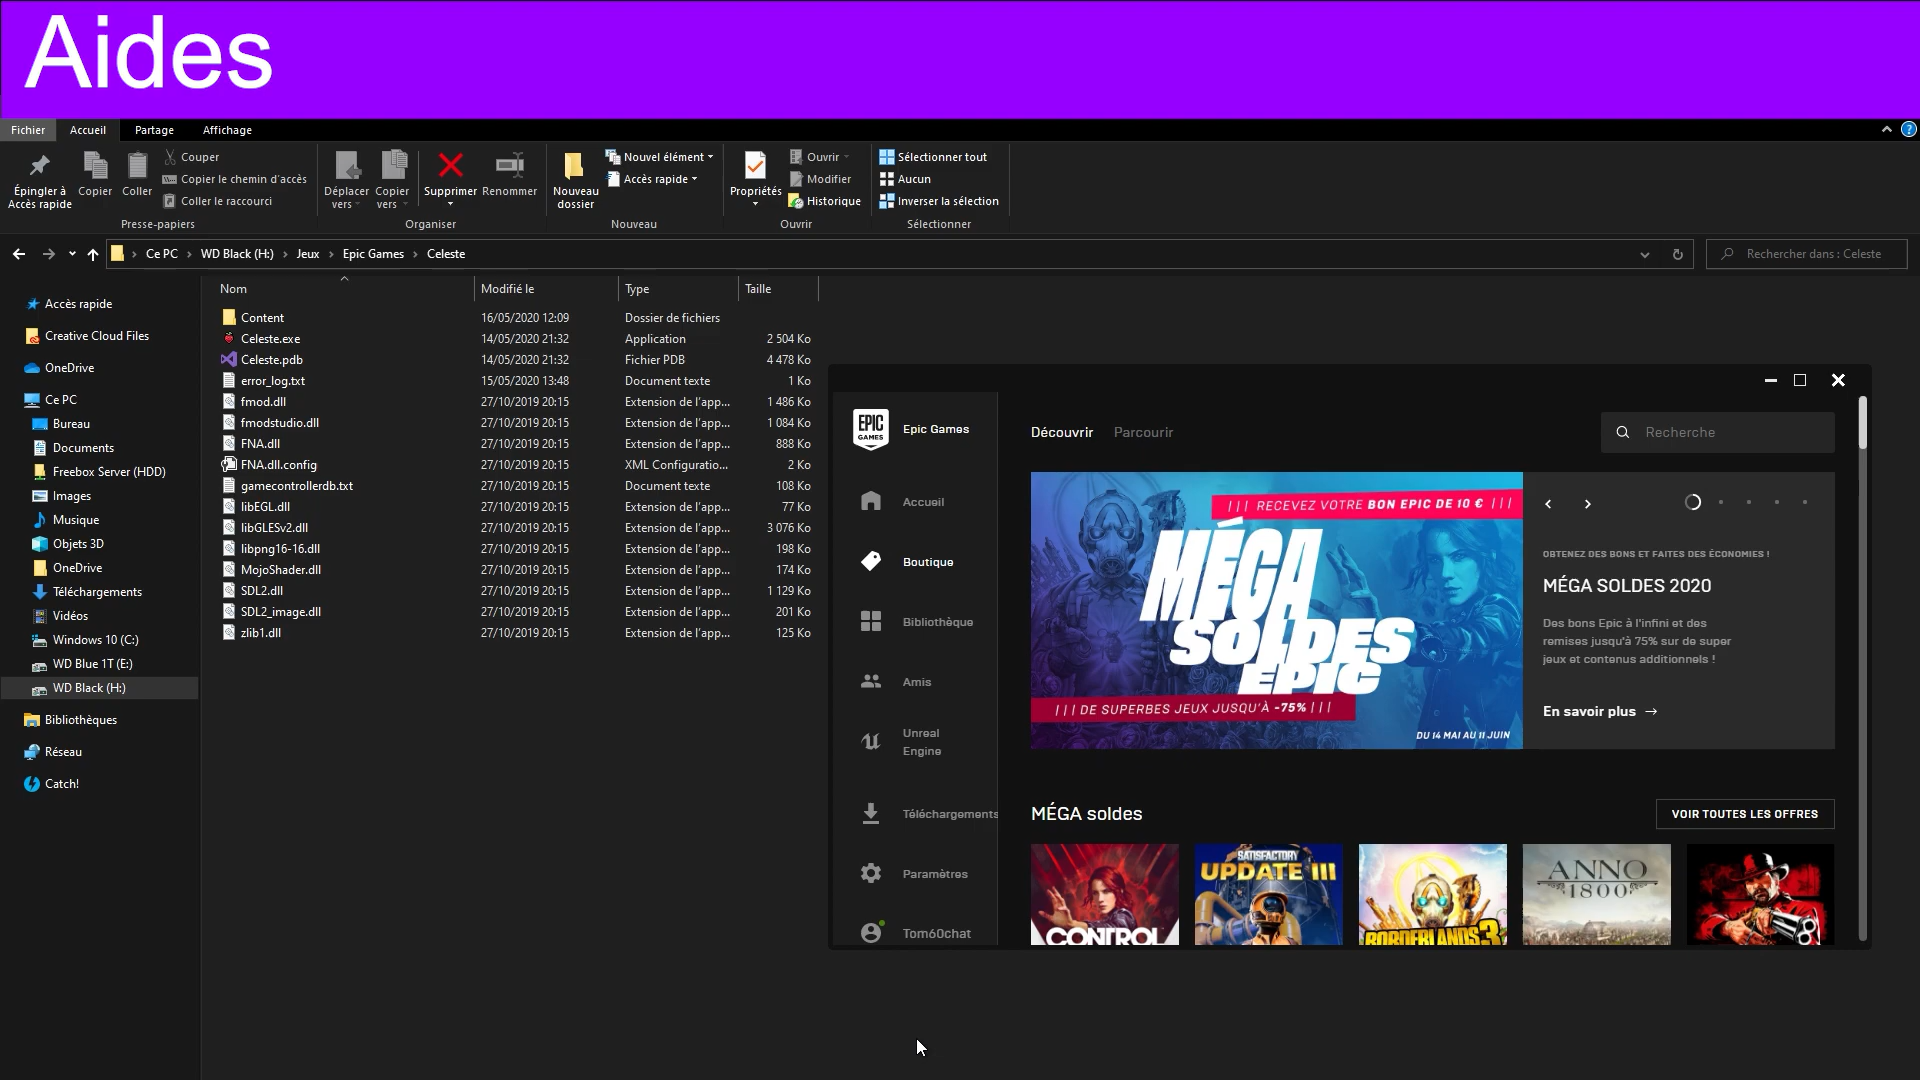 Aides
Fichier Accueil Partage Affichage
Épingler à Accès rapide
Copier
Coller
Couper
Copier le chemin d'accès
Coller le raccourci
Presse-papiers
Déplacer vers
Copier vers
Supprimer
Renommer
Organiser
Nouveau dossier
Nouvel élément
Accès rapide
Nouveau
Propriétés
Ouvrir
Modifier
Historique
Ouvrir
Sélectionner tout
Aucun
Inverser la sélection
Sélectionner
Ce PC > WD Black (H:) > Jeux > Epic Games > Celeste
Rechercher dans : Celeste
Accès rapide
Creative Cloud Files
OneDrive
Ce PC
Bureau
Documents
Freebox Server (HDD)
Images
Musique
Objets 3D
OneDrive
Téléchargements
Vidéos
Windows 10 (C:)
WD Blue 1T (E:)
WD Black (H:)
Bibliothèques
Réseau
Catch!
Nom Modifié le Type Taille
Content 16/05/2020 12:09 Dossier de fichiers
Celeste.exe 14/05/2020 21:32 Application 2 504 Ko
Celeste.pdb 14/05/2020 21:32 Fichier PDB 4 478 Ko
error_log.txt 15/05/2020 13:48 Document texte 1 Ko
fmod.dll 27/10/2019 20:15 Extension de l'app... 1 486 Ko
fmodstudio.dll 27/10/2019 20:15 Extension de l'app... 1 084 Ko
FNA.dll 27/10/2019 20:15 Extension de l'app... 888 Ko
FNA.dll.config 27/10/2019 20:15 XML Configuratio... 2 Ko
gamecontrollerdb.txt 27/10/2019 20:15 Document texte 108 Ko
libEGL.dll 27/10/2019 20:15 Extension de l'app... 77 Ko
libGLESv2.dll 27/10/2019 20:15 Extension de l'app... 3 076 Ko
libpng16-16.dll 27/10/2019 20:15 Extension de l'app... 198 Ko
MojoShader.dll 27/10/2019 20:15 Extension de l'app... 174 Ko
SDL2.dll 27/10/2019 20:15 Extension de l'app... 1 129 Ko
SDL2_image.dll 27/10/2019 20:15 Extension de l'app... 201 Ko
zlib1.dll 27/10/2019 20:15 Extension de l'app... 125 Ko
EPIC GAMES
Epic Games
Accueil
Boutique
Bibliothèque
Amis
Unreal Engine
Téléchargements
Paramètres
Tom60chat
Découvrir Parcourir
Recherche
||| RECEVEZ VOTRE BON EPIC DE 10 € |||
MÉGA
SOLDES
EPIC
||| DE SUPERBES JEUX JUSQU'À -75% |||
DU 14 MAI AU 11 JUIN
OBTENEZ DES BONS ET FAITES DES ÉCONOMIES !
MÉGA SOLDES 2020
Des bons Epic à l'infini et des
remises jusqu'à 75% sur de super
jeux et contenus additionnels !
En savoir plus →
MÉGA soldes
VOIR TOUTES LES OFFRES
CONTROL
SATISFACTORY
UPDATE III
BORDERLANDS 3
ANNO
1800